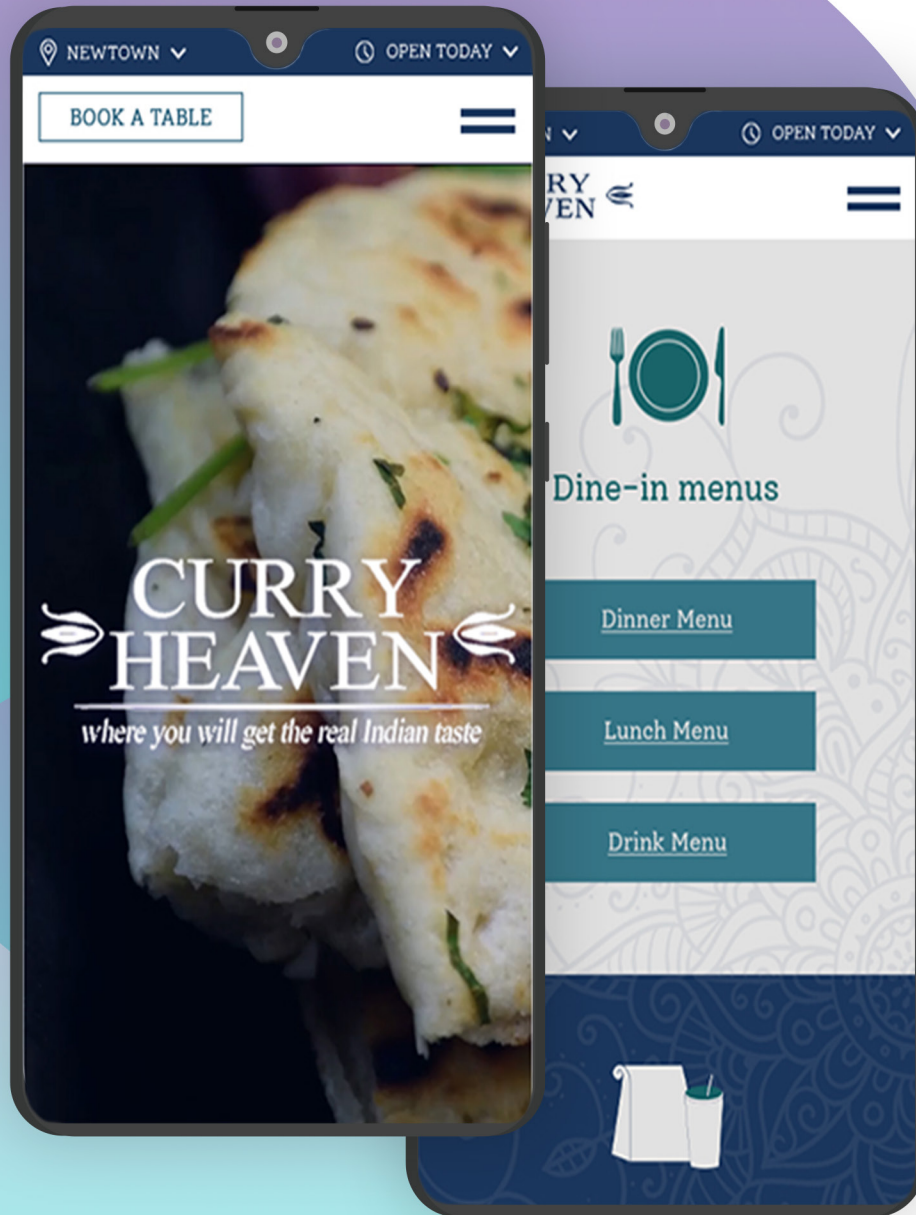 NEWTOWN
OPEN TODAY
BOOK A TABLE
CURRY
HEAVEN
where you will get the real Indian taste
OPEN TODAY
Dine-in menus
Dinner Menu
Lunch Menu
Drink Menu